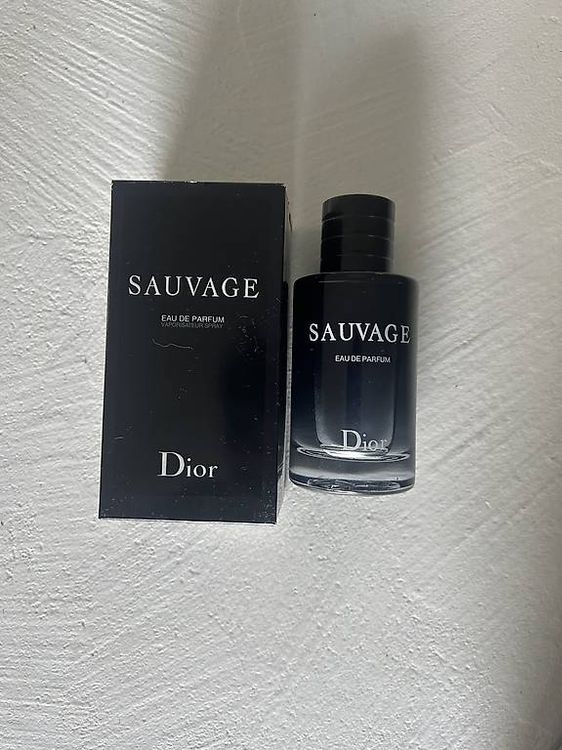 SAUVAGE
EAU DE PARFUM
VAPORISATEUR SPRAY
Dior
SAUVAGE
EAU DE PARFUM
Dior